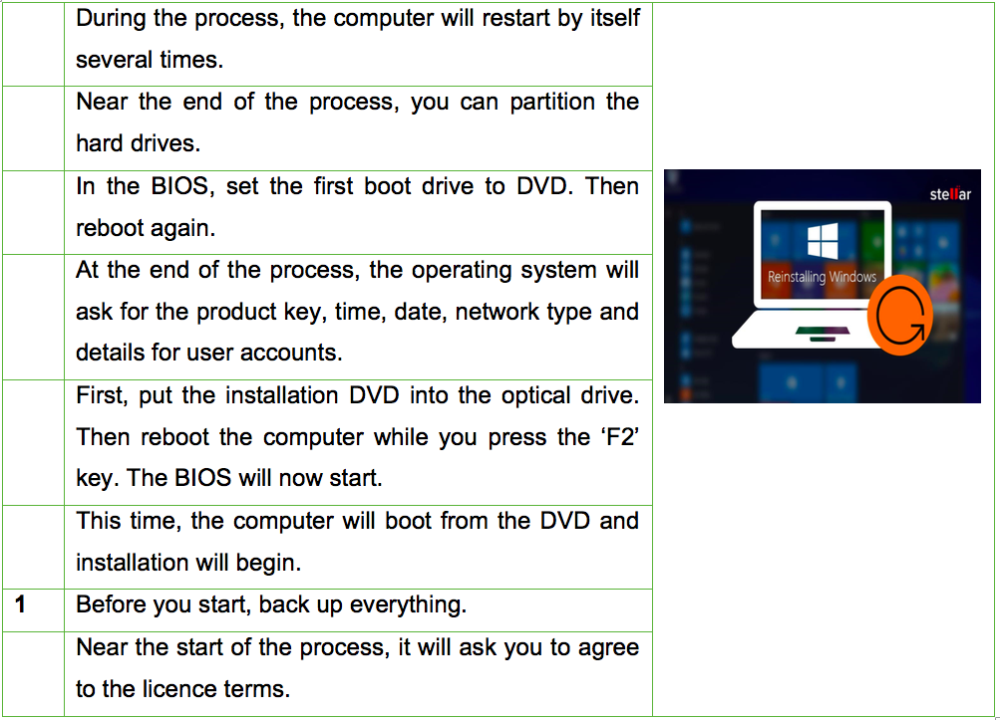 During the process, the computer will restart by itself
several times.
Near the end of the process, you can partition the
hard drives.
In the BIOS, set the first boot drive to DVD. Then
reboot again.
At the end of the process, the operating system will
ask for the product key, time, date, network type and
details for user accounts.
First, put the installation DVD into the optical drive.
Then reboot the computer while you press the ‘F2’
key. The BIOS will now start.
This time, the computer will boot from the DVD and
installation will begin.
1 Before you start, back up everything.
Near the start of the process, it will ask you to agree
to the licence terms.
stellar
Reinstalling Windows